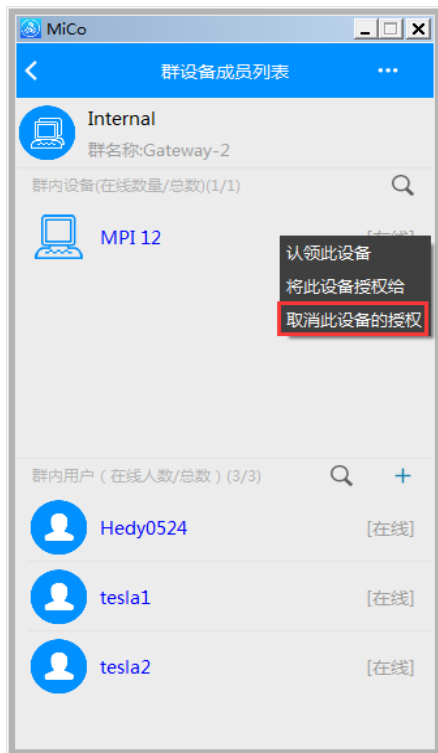 MiCo
群设备成员列表
Internal
群名称:Gateway-2
群内设备(在线数量/总数)(1/1)
MPI 12
认领此设备
将此设备授权给
取消此设备的授权
群内用户 ( 在线人数/总数 ) (3/3)
Hedy0524 [在线]
tesla1 [在线]
tesla2 [在线]